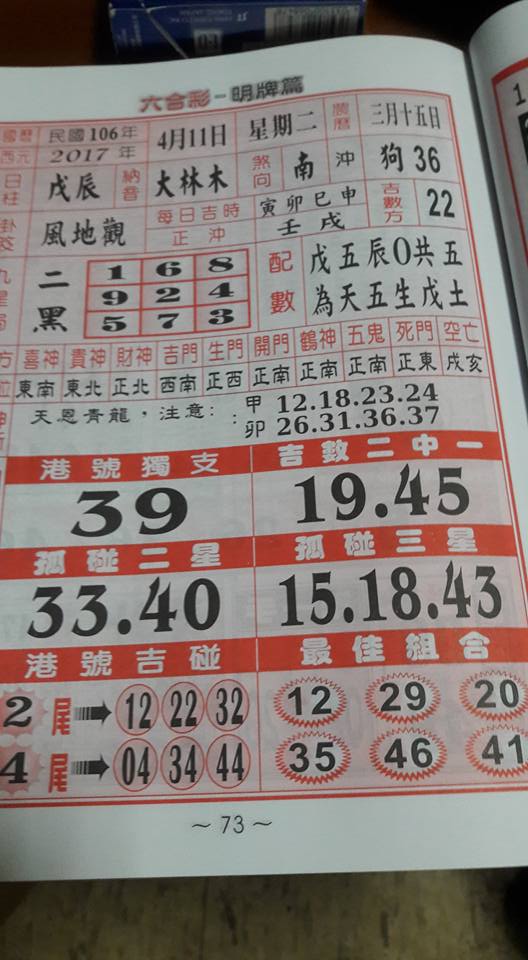 六合彩-明牌篇
國曆 民國106年 4月11日 星期二 農曆 三月十五日
西元 2017年
日柱 戊辰 納音 大林木 煞向 南 沖 狗36
卦爻 風地觀 每日吉時 寅卯巳申 吉數方 22
正沖 壬戌
九星 二黑
1 6 8
9 2 4
5 7 3
配數
戊五辰0共五
為天五生戊土
方 喜神 貴神 財神 吉門 生門 開門 鶴神 五鬼 死門 空亡
位 東南 東北 正北 西南 正西 正南 正南 正南 正東 戌亥
天恩青龍，注意：：甲 12.18.23.24
卯 26.31.36.37
港號獨支 吉數二中一
39 19.45
孤碰二星 孤碰三星
33.40 15.18.43
港號吉碰 最佳組合
2尾 12 22 32 12 29 20
4尾 04 34 44 35 46 41
～73～
1